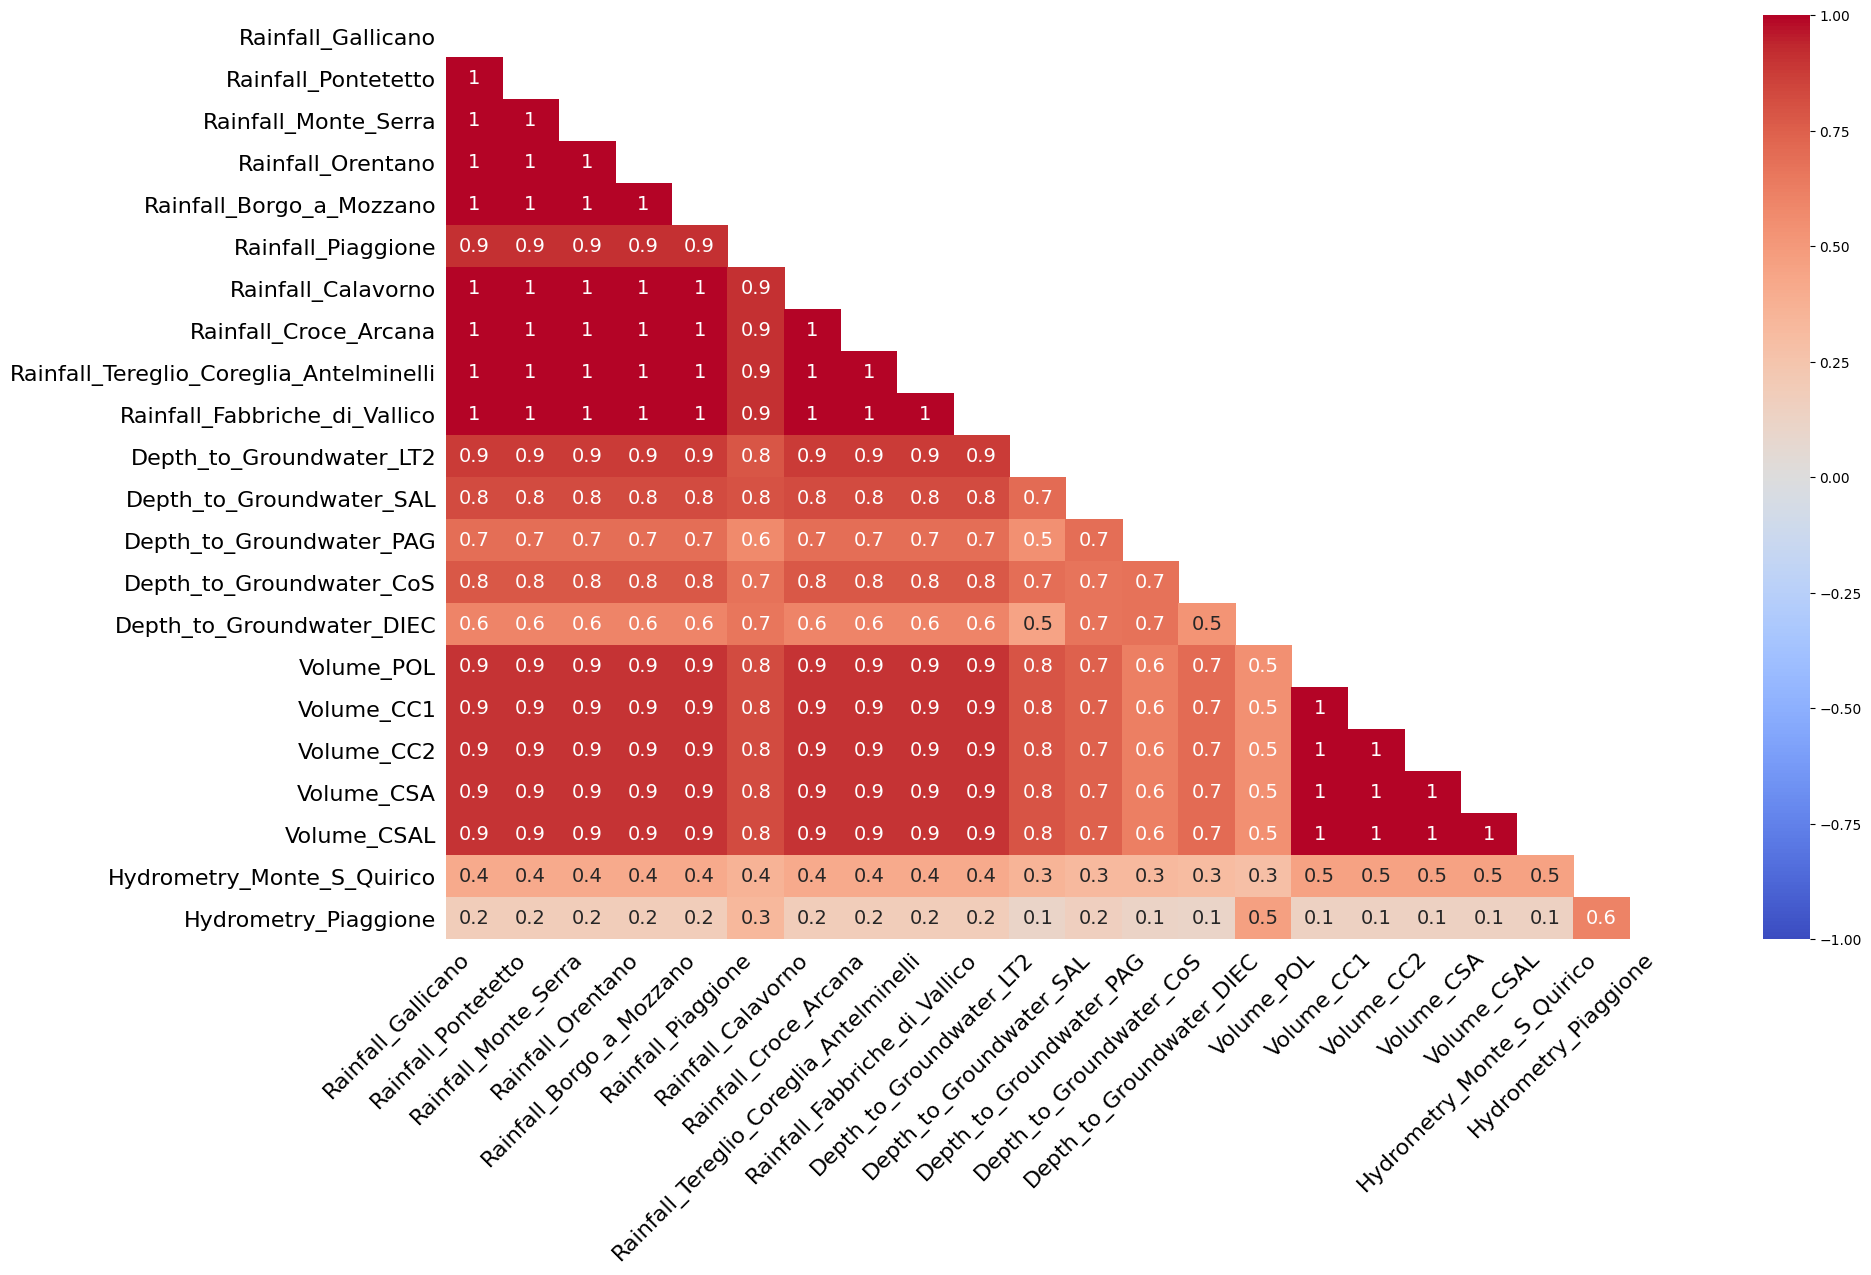 Rainfall_Gallicano
Rainfall_Pontetetto 1
Rainfall_Monte_Serra 1 1
Rainfall_Orentano 1 1 1
Rainfall_Borgo_a_Mozzano 1 1 1 1
Rainfall_Piaggione 0.9 0.9 0.9 0.9 0.9
Rainfall_Calavorno 1 1 1 1 1 0.9
Rainfall_Croce_Arcana 1 1 1 1 1 0.9 1
Rainfall_Tereglio_Coreglia_Antelminelli 1 1 1 1 1 0.9 1 1
Rainfall_Fabbriche_di_Vallico 1 1 1 1 1 0.9 1 1 1
Depth_to_Groundwater_LT2 0.9 0.9 0.9 0.9 0.9 0.8 0.9 0.9 0.9 0.9
Depth_to_Groundwater_SAL 0.8 0.8 0.8 0.8 0.8 0.8 0.8 0.8 0.8 0.8 0.7
Depth_to_Groundwater_PAG 0.7 0.7 0.7 0.7 0.7 0.6 0.7 0.7 0.7 0.7 0.5 0.7
Depth_to_Groundwater_CoS 0.8 0.8 0.8 0.8 0.8 0.7 0.8 0.8 0.8 0.8 0.7 0.7 0.7
Depth_to_Groundwater_DIEC 0.6 0.6 0.6 0.6 0.6 0.7 0.6 0.6 0.6 0.6 0.5 0.7 0.7 0.5
Volume_POL 0.9 0.9 0.9 0.9 0.9 0.8 0.9 0.9 0.9 0.9 0.8 0.7 0.6 0.7 0.5
Volume_CC1 0.9 0.9 0.9 0.9 0.9 0.8 0.9 0.9 0.9 0.9 0.8 0.7 0.6 0.7 0.5 1
Volume_CC2 0.9 0.9 0.9 0.9 0.9 0.8 0.9 0.9 0.9 0.9 0.8 0.7 0.6 0.7 0.5 1 1
Volume_CSA 0.9 0.9 0.9 0.9 0.9 0.8 0.9 0.9 0.9 0.9 0.8 0.7 0.6 0.7 0.5 1 1 1
Volume_CSAL 0.9 0.9 0.9 0.9 0.9 0.8 0.9 0.9 0.9 0.9 0.8 0.7 0.6 0.7 0.5 1 1 1 1
Hydrometry_Monte_S_Quirico 0.4 0.4 0.4 0.4 0.4 0.4 0.4 0.4 0.4 0.4 0.3 0.3 0.3 0.3 0.3 0.5 0.5 0.5 0.5 0.5
Hydrometry_Piaggione 0.2 0.2 0.2 0.2 0.2 0.3 0.2 0.2 0.2 0.2 0.1 0.2 0.1 0.1 0.5 0.1 0.1 0.1 0.1 0.1 0.6
Rainfall_Gallicano
Rainfall_Pontetetto
Rainfall_Monte_Serra
Rainfall_Orentano
Rainfall_Borgo_a_Mozzano
Rainfall_Piaggione
Rainfall_Calavorno
Rainfall_Croce_Arcana
Rainfall_Tereglio_Coreglia_Antelminelli
Rainfall_Fabbriche_di_Vallico
Depth_to_Groundwater_LT2
Depth_to_Groundwater_SAL
Depth_to_Groundwater_PAG
Depth_to_Groundwater_CoS
Depth_to_Groundwater_DIEC
Volume_POL
Volume_CC1
Volume_CC2
Volume_CSA
Volume_CSAL
Hydrometry_Monte_S_Quirico
Hydrometry_Piaggione
1.00
0.75
0.50
0.25
0.00
−0.25
−0.50
−0.75
−1.00